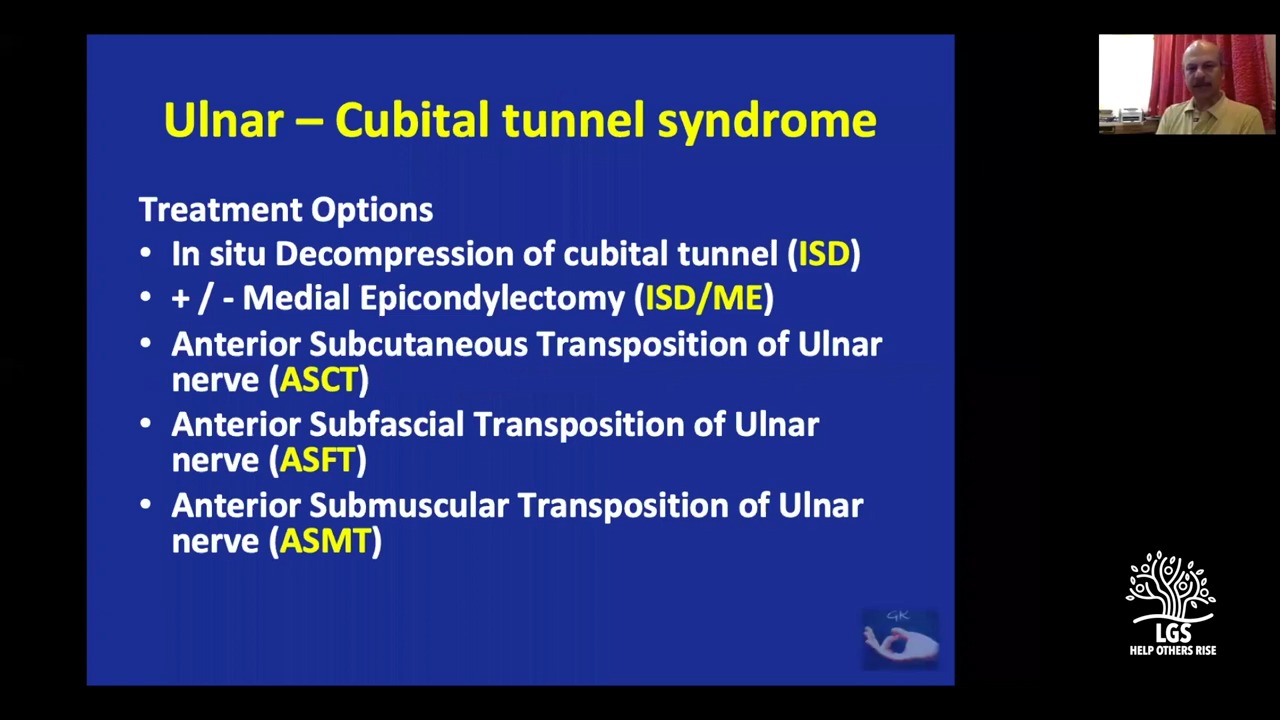 Ulnar – Cubital tunnel syndrome
Treatment Options
• In situ Decompression of cubital tunnel (ISD)
• + / - Medial Epicondylectomy (ISD/ME)
• Anterior Subcutaneous Transposition of Ulnar
nerve (ASCT)
• Anterior Subfascial Transposition of Ulnar
nerve (ASFT)
• Anterior Submuscular Transposition of Ulnar
nerve (ASMT)
GK
LGS
HELP OTHERS RISE